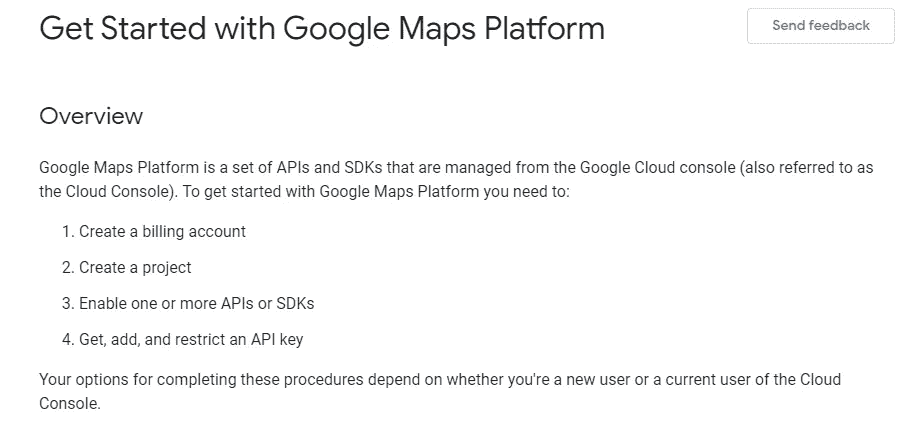 Get Started with Google Maps Platform
Send feedback
Overview
Google Maps Platform is a set of APIs and SDKs that are managed from the Google Cloud console (also referred to as
the Cloud Console). To get started with Google Maps Platform you need to:
1. Create a billing account
2. Create a project
3. Enable one or more APIs or SDKs
4. Get, add, and restrict an API key
Your options for completing these procedures depend on whether you're a new user or a current user of the Cloud
Console.